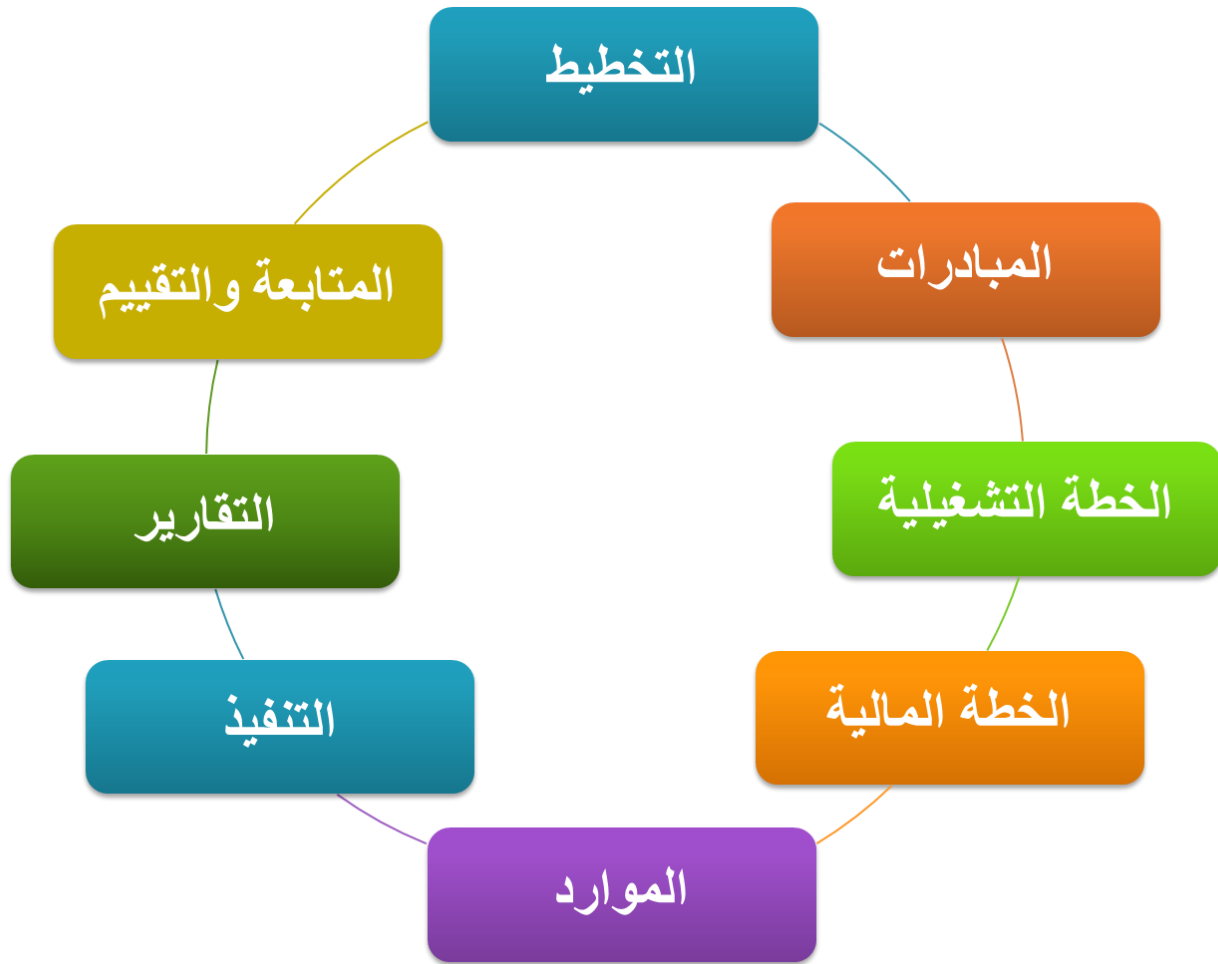 التخطيط
المبادرات
الخطة التشغيلية
الخطة المالية
الموارد
التنفيذ
التقارير
المتابعة والتقييم